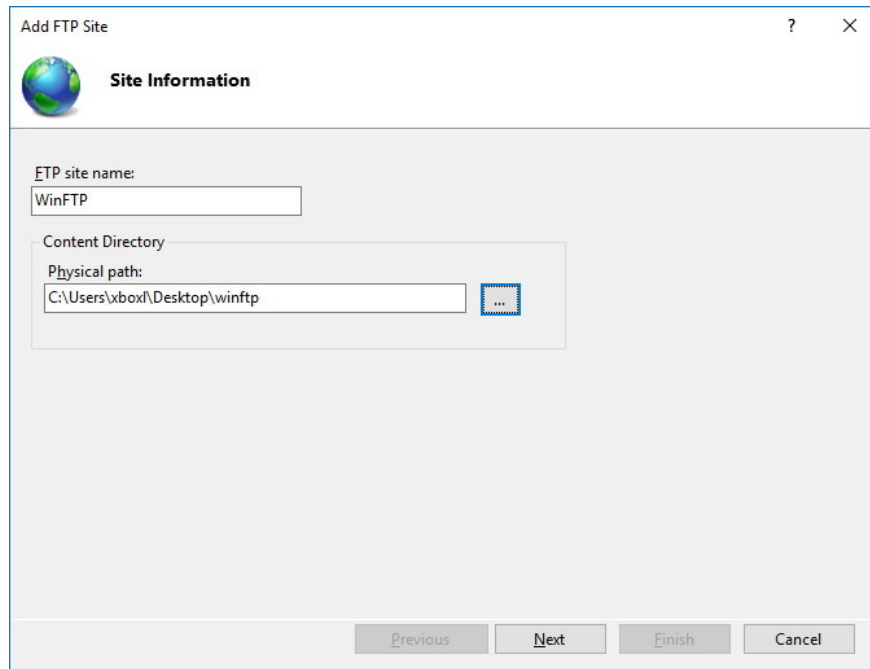 Add FTP Site ?
Site Information
FTP site name:
WinFTP
Content Directory
Physical path:
C:\Users\xboxl\Desktop\winftp ...
Previous Next Finish Cancel